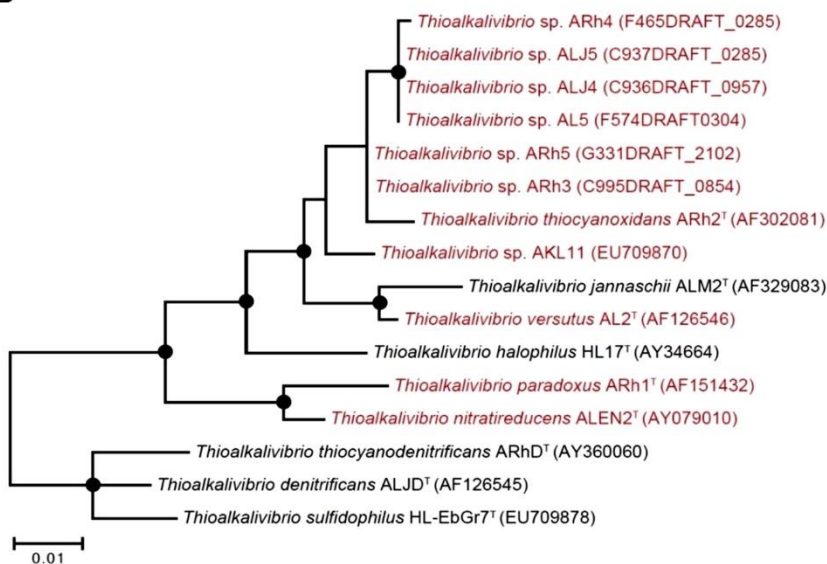 Thioalkalivibrio sp. ARh4 (F465DRAFT_0285)
Thioalkalivibrio sp. ALJ5 (C937DRAFT_0285)
Thioalkalivibrio sp. ALJ4 (C936DRAFT_0957)
Thioalkalivibrio sp. AL5 (F574DRAFT0304)
Thioalkalivibrio sp. ARh5 (G331DRAFT_2102)
Thioalkalivibrio sp. ARh3 (C995DRAFT_0854)
Thioalkalivibrio thiocyanoxidans ARh2ᵀ (AF302081)
Thioalkalivibrio sp. AKL11 (EU709870)
Thioalkalivibrio jannaschii ALM2ᵀ (AF329083)
Thioalkalivibrio versutus AL2ᵀ (AF126546)
Thioalkalivibrio halophilus HL17ᵀ (AY34664)
Thioalkalivibrio paradoxus ARh1ᵀ (AF151432)
Thioalkalivibrio nitratireducens ALEN2ᵀ (AY079010)
Thioalkalivibrio thiocyanodenitrificans ARhDᵀ (AY360060)
Thioalkalivibrio denitrificans ALJDᵀ (AF126545)
Thioalkalivibrio sulfidophilus HL-EbGr7ᵀ (EU709878)
0.01